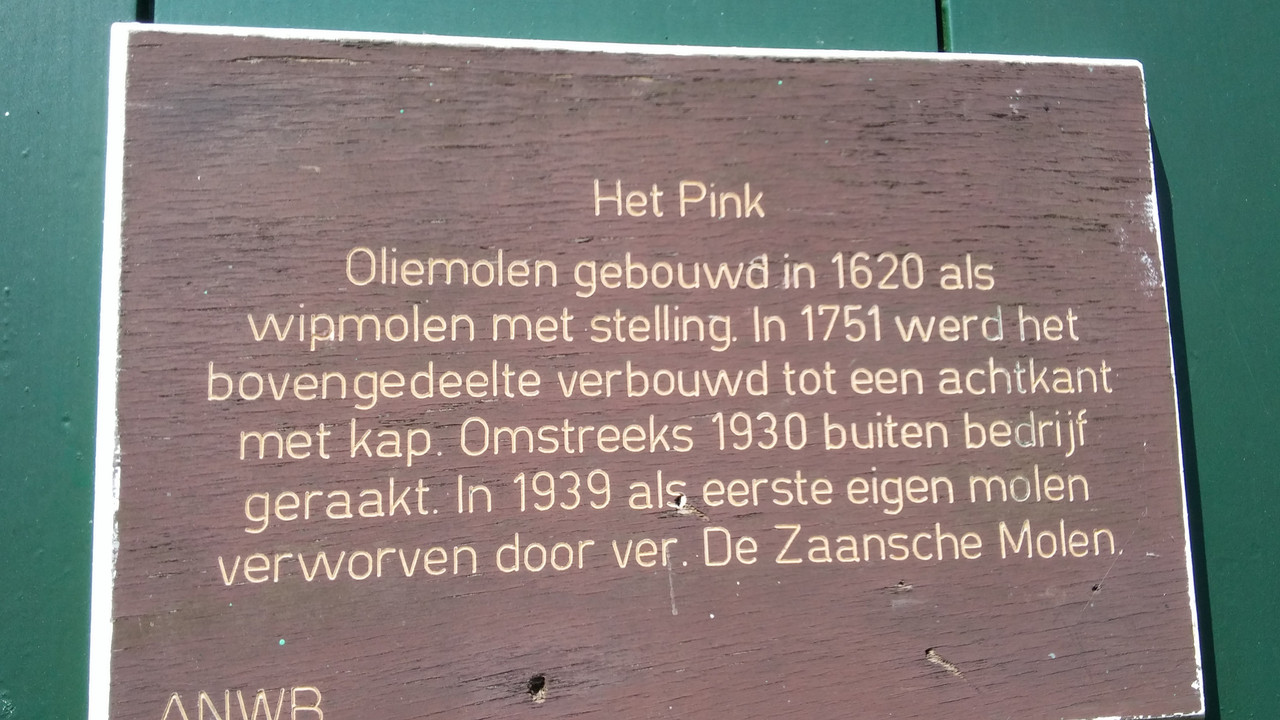 Het Pink
Oliemolen gebouwd in 1620 als
wipmolen met stelling. In 1751 werd het
bovengedeelte verbouwd tot een achtkant
met kap. Omstreeks 1930 buiten bedrijf
geraakt. In 1939 als eerste eigen molen
verworven door ver. De Zaansche Molen.
ANWB